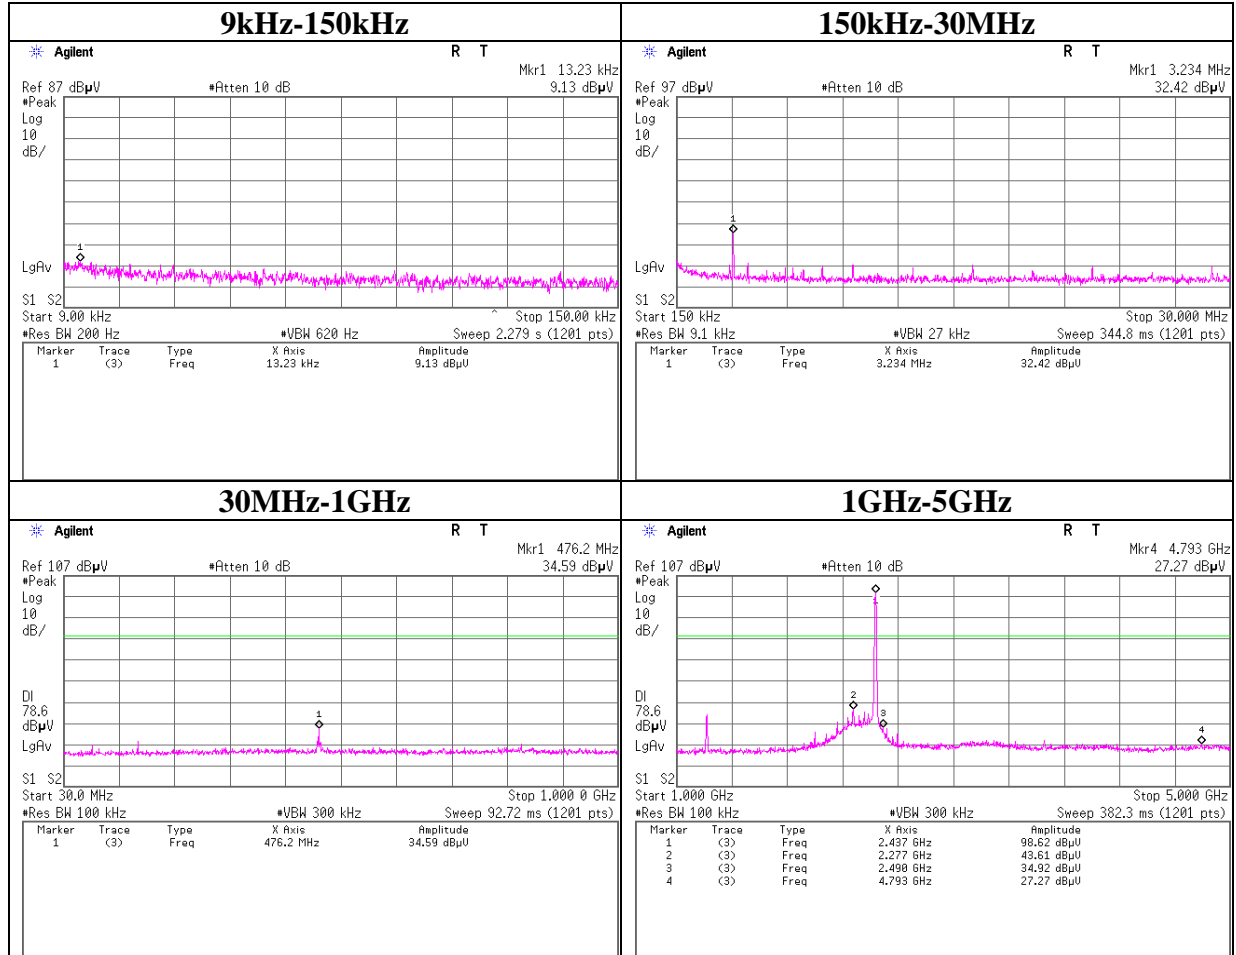 9kHz-150kHz
Agilent R T
Mkr1 13.23 kHz
Ref 87 dBµV #Atten 10 dB 9.13 dBµV
#Peak
Log
10
dB/
1
LgAv
S1 S2
Start 9.00 kHz ^ Stop 150.00 kHz
#Res BW 200 Hz #VBW 620 Hz Sweep 2.279 s (1201 pts)
Marker Trace Type X Axis Amplitude
1 (3) Freq 13.23 kHz 9.13 dBµV
150kHz-30MHz
Agilent R T
Mkr1 3.234 MHz
Ref 97 dBµV #Atten 10 dB 32.42 dBµV
#Peak
Log
10
dB/
1
LgAv
S1 S2
Start 150 kHz Stop 30.000 MHz
#Res BW 9.1 kHz #VBW 27 kHz Sweep 344.8 ms (1201 pts)
Marker Trace Type X Axis Amplitude
1 (3) Freq 3.234 MHz 32.42 dBµV
30MHz-1GHz
Agilent R T
Mkr1 476.2 MHz
Ref 107 dBµV #Atten 10 dB 34.59 dBµV
#Peak
Log
10
dB/
DI
78.6
dBµV
1
LgAv
S1 S2
Start 30.0 MHz Stop 1.000 0 GHz
#Res BW 100 kHz #VBW 300 kHz Sweep 92.72 ms (1201 pts)
Marker Trace Type X Axis Amplitude
1 (3) Freq 476.2 MHz 34.59 dBµV
1GHz-5GHz
Agilent R T
Mkr4 4.793 GHz
Ref 107 dBµV #Atten 10 dB 27.27 dBµV
#Peak
Log
10
dB/
1
DI
78.6
dBµV
2
3
4
LgAv
S1 S2
Start 1.000 GHz Stop 5.000 GHz
#Res BW 100 kHz #VBW 300 kHz Sweep 382.3 ms (1201 pts)
Marker Trace Type X Axis Amplitude
1 (3) Freq 2.437 GHz 98.62 dBµV
2 (3) Freq 2.277 GHz 43.61 dBµV
3 (3) Freq 2.490 GHz 34.92 dBµV
4 (3) Freq 4.793 GHz 27.27 dBµV